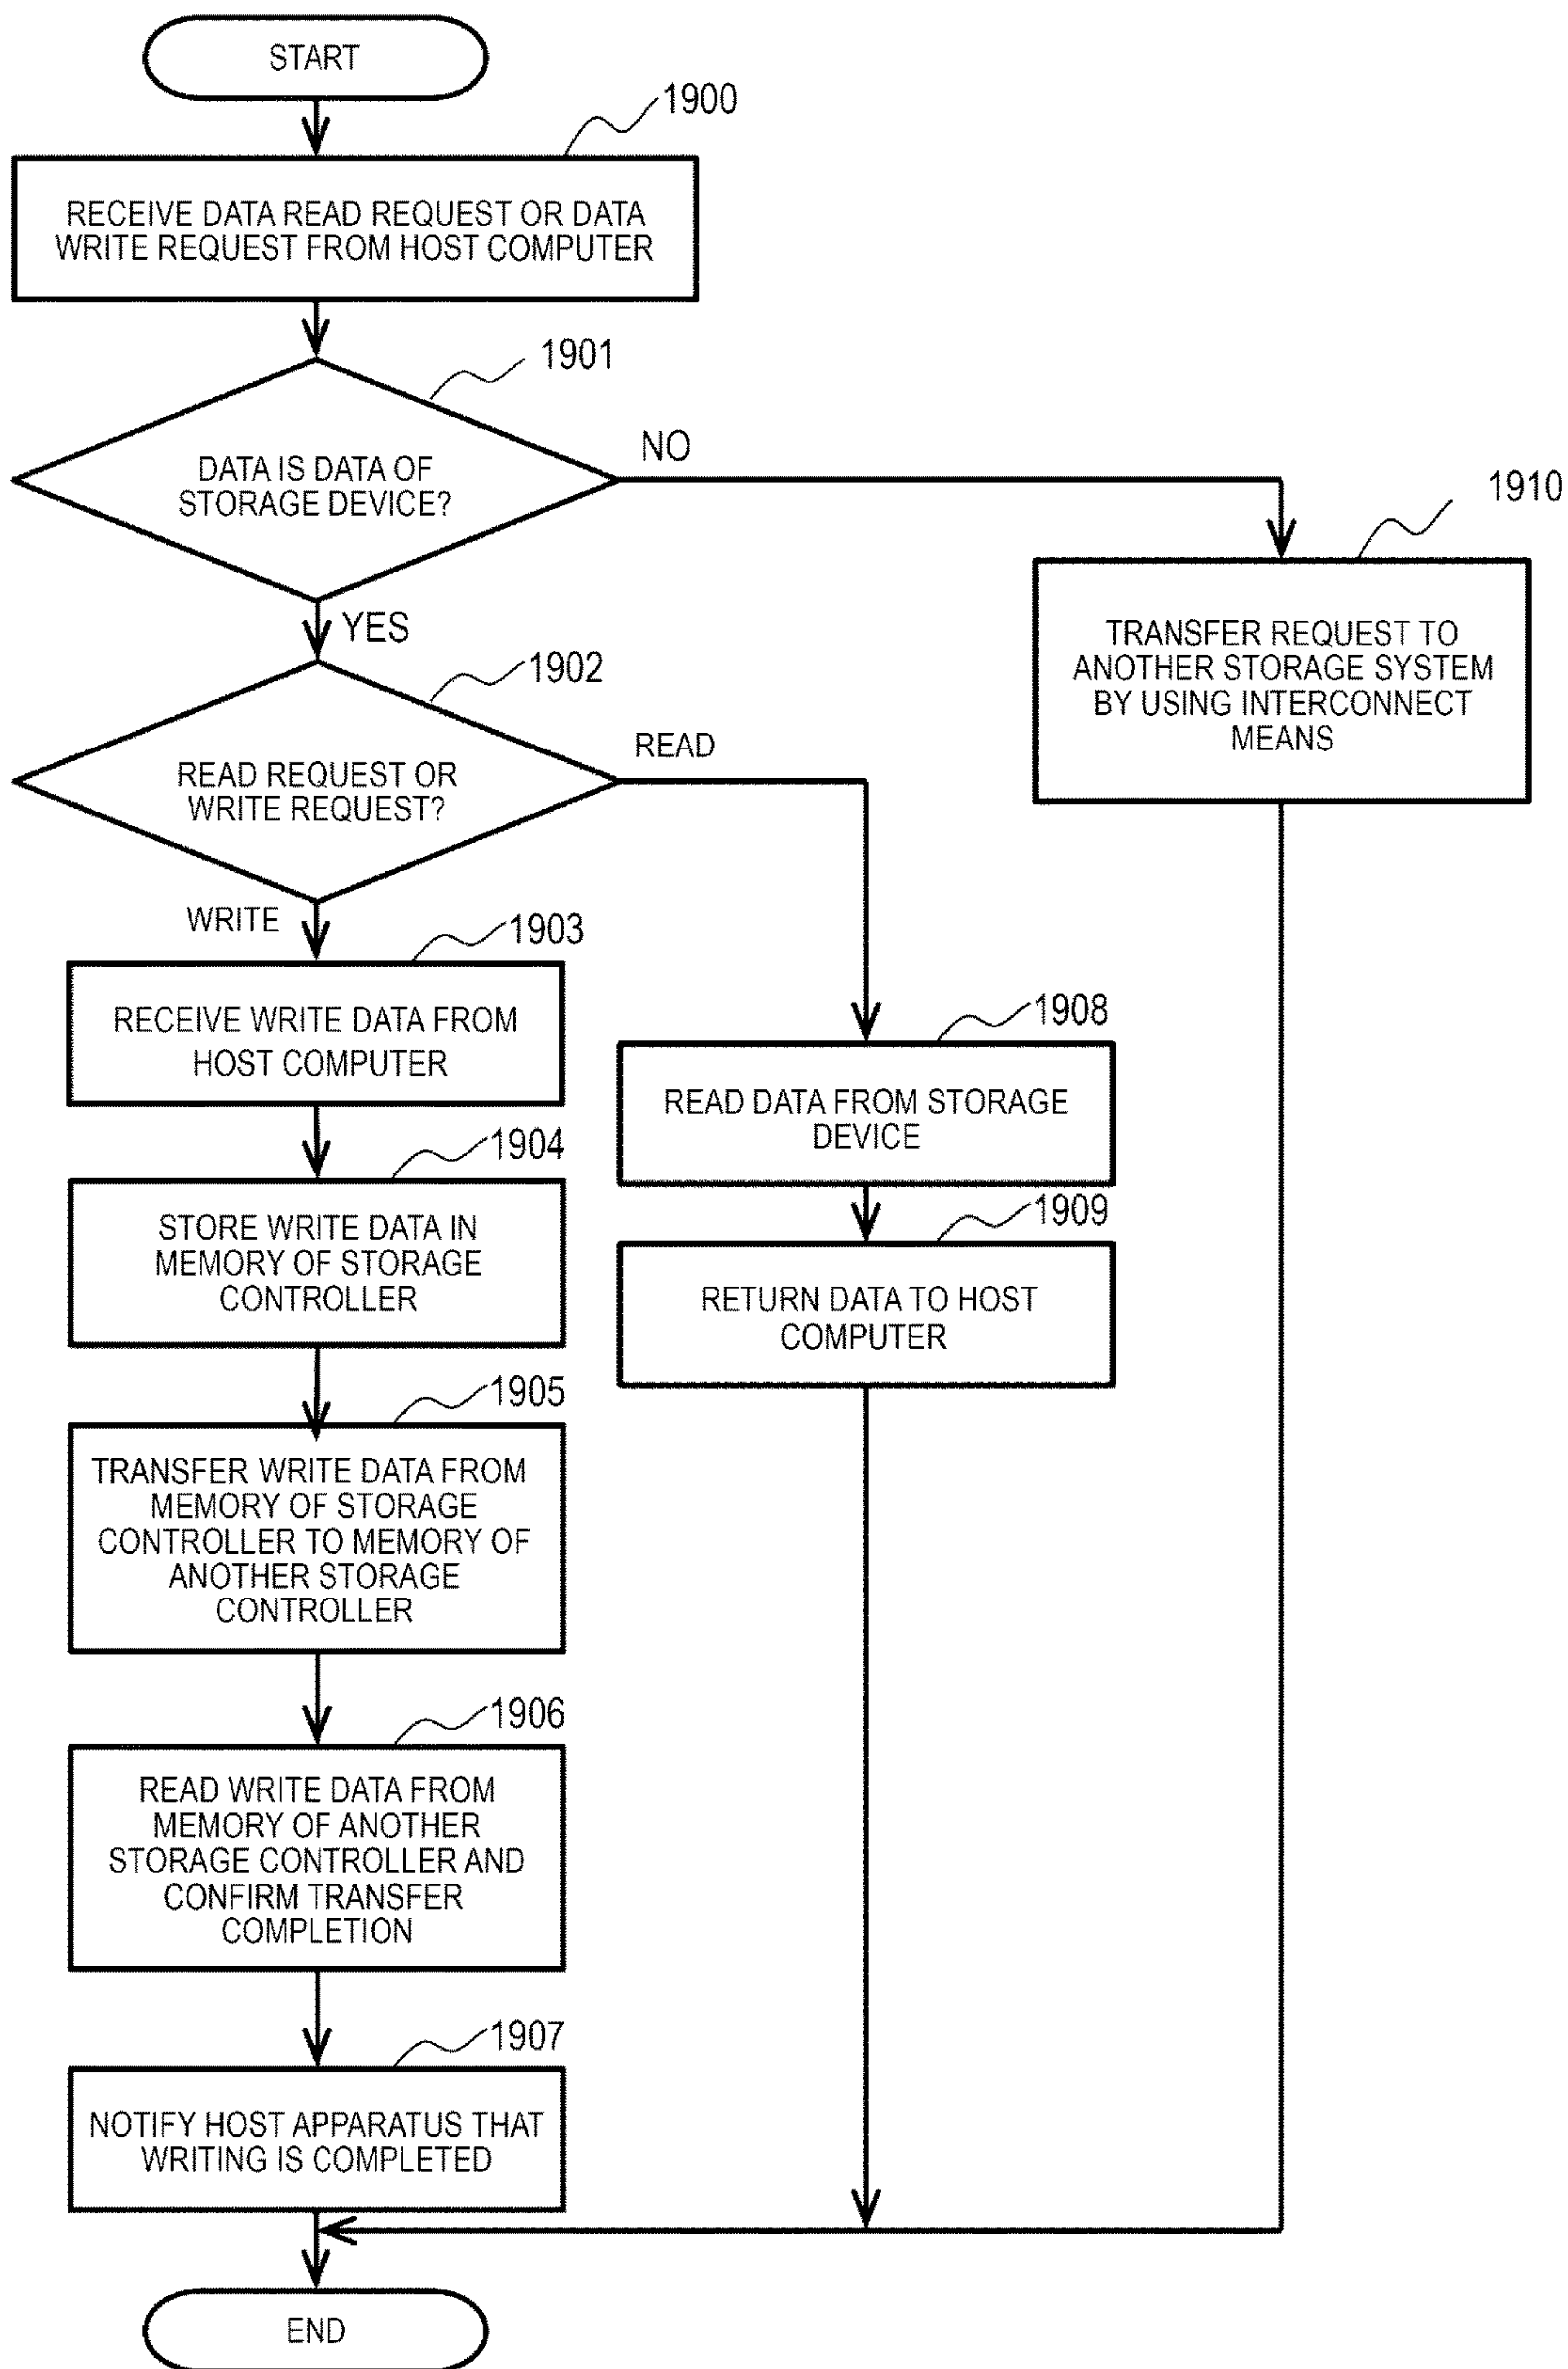 START
1900
RECEIVE DATA READ REQUEST OR DATA
WRITE REQUEST FROM HOST COMPUTER
1901
DATA IS DATA OF
STORAGE DEVICE?
NO
YES
1910
TRANSFER REQUEST TO
ANOTHER STORAGE SYSTEM
BY USING INTERCONNECT
MEANS
1902
READ REQUEST OR
WRITE REQUEST?
READ
WRITE
1903
RECEIVE WRITE DATA FROM
HOST COMPUTER
1904
STORE WRITE DATA IN
MEMORY OF STORAGE
CONTROLLER
1905
TRANSFER WRITE DATA FROM
MEMORY OF STORAGE
CONTROLLER TO MEMORY OF
ANOTHER STORAGE
CONTROLLER
1906
READ WRITE DATA FROM
MEMORY OF ANOTHER
STORAGE CONTROLLER AND
CONFIRM TRANSFER
COMPLETION
1907
NOTIFY HOST APPARATUS THAT
WRITING IS COMPLETED
1908
READ DATA FROM STORAGE
DEVICE
1909
RETURN DATA TO HOST
COMPUTER
END